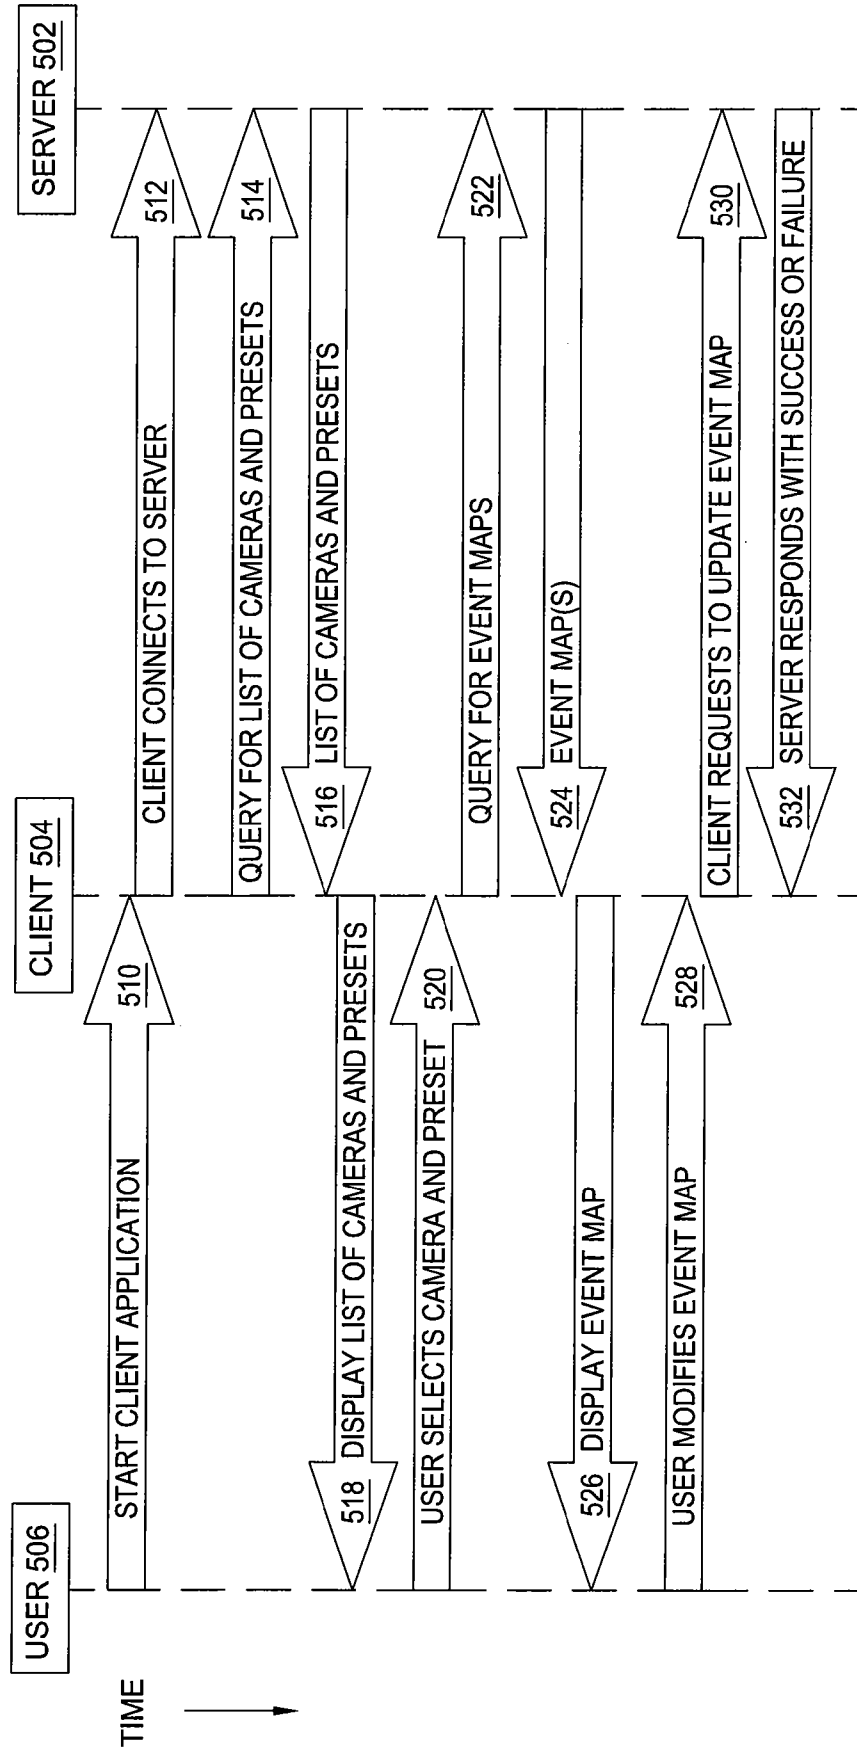 TIME
USER 506
CLIENT 504
SERVER 502
START CLIENT APPLICATION 510
CLIENT CONNECTS TO SERVER 512
QUERY FOR LIST OF CAMERAS AND PRESETS 514
516 LIST OF CAMERAS AND PRESETS
518 DISPLAY LIST OF CAMERAS AND PRESETS
USER SELECTS CAMERA AND PRESET 520
QUERY FOR EVENT MAPS 522
524 EVENT MAP(S)
526 DISPLAY EVENT MAP
USER MODIFIES EVENT MAP 528
CLIENT REQUESTS TO UPDATE EVENT MAP 530
532 SERVER RESPONDS WITH SUCCESS OR FAILURE